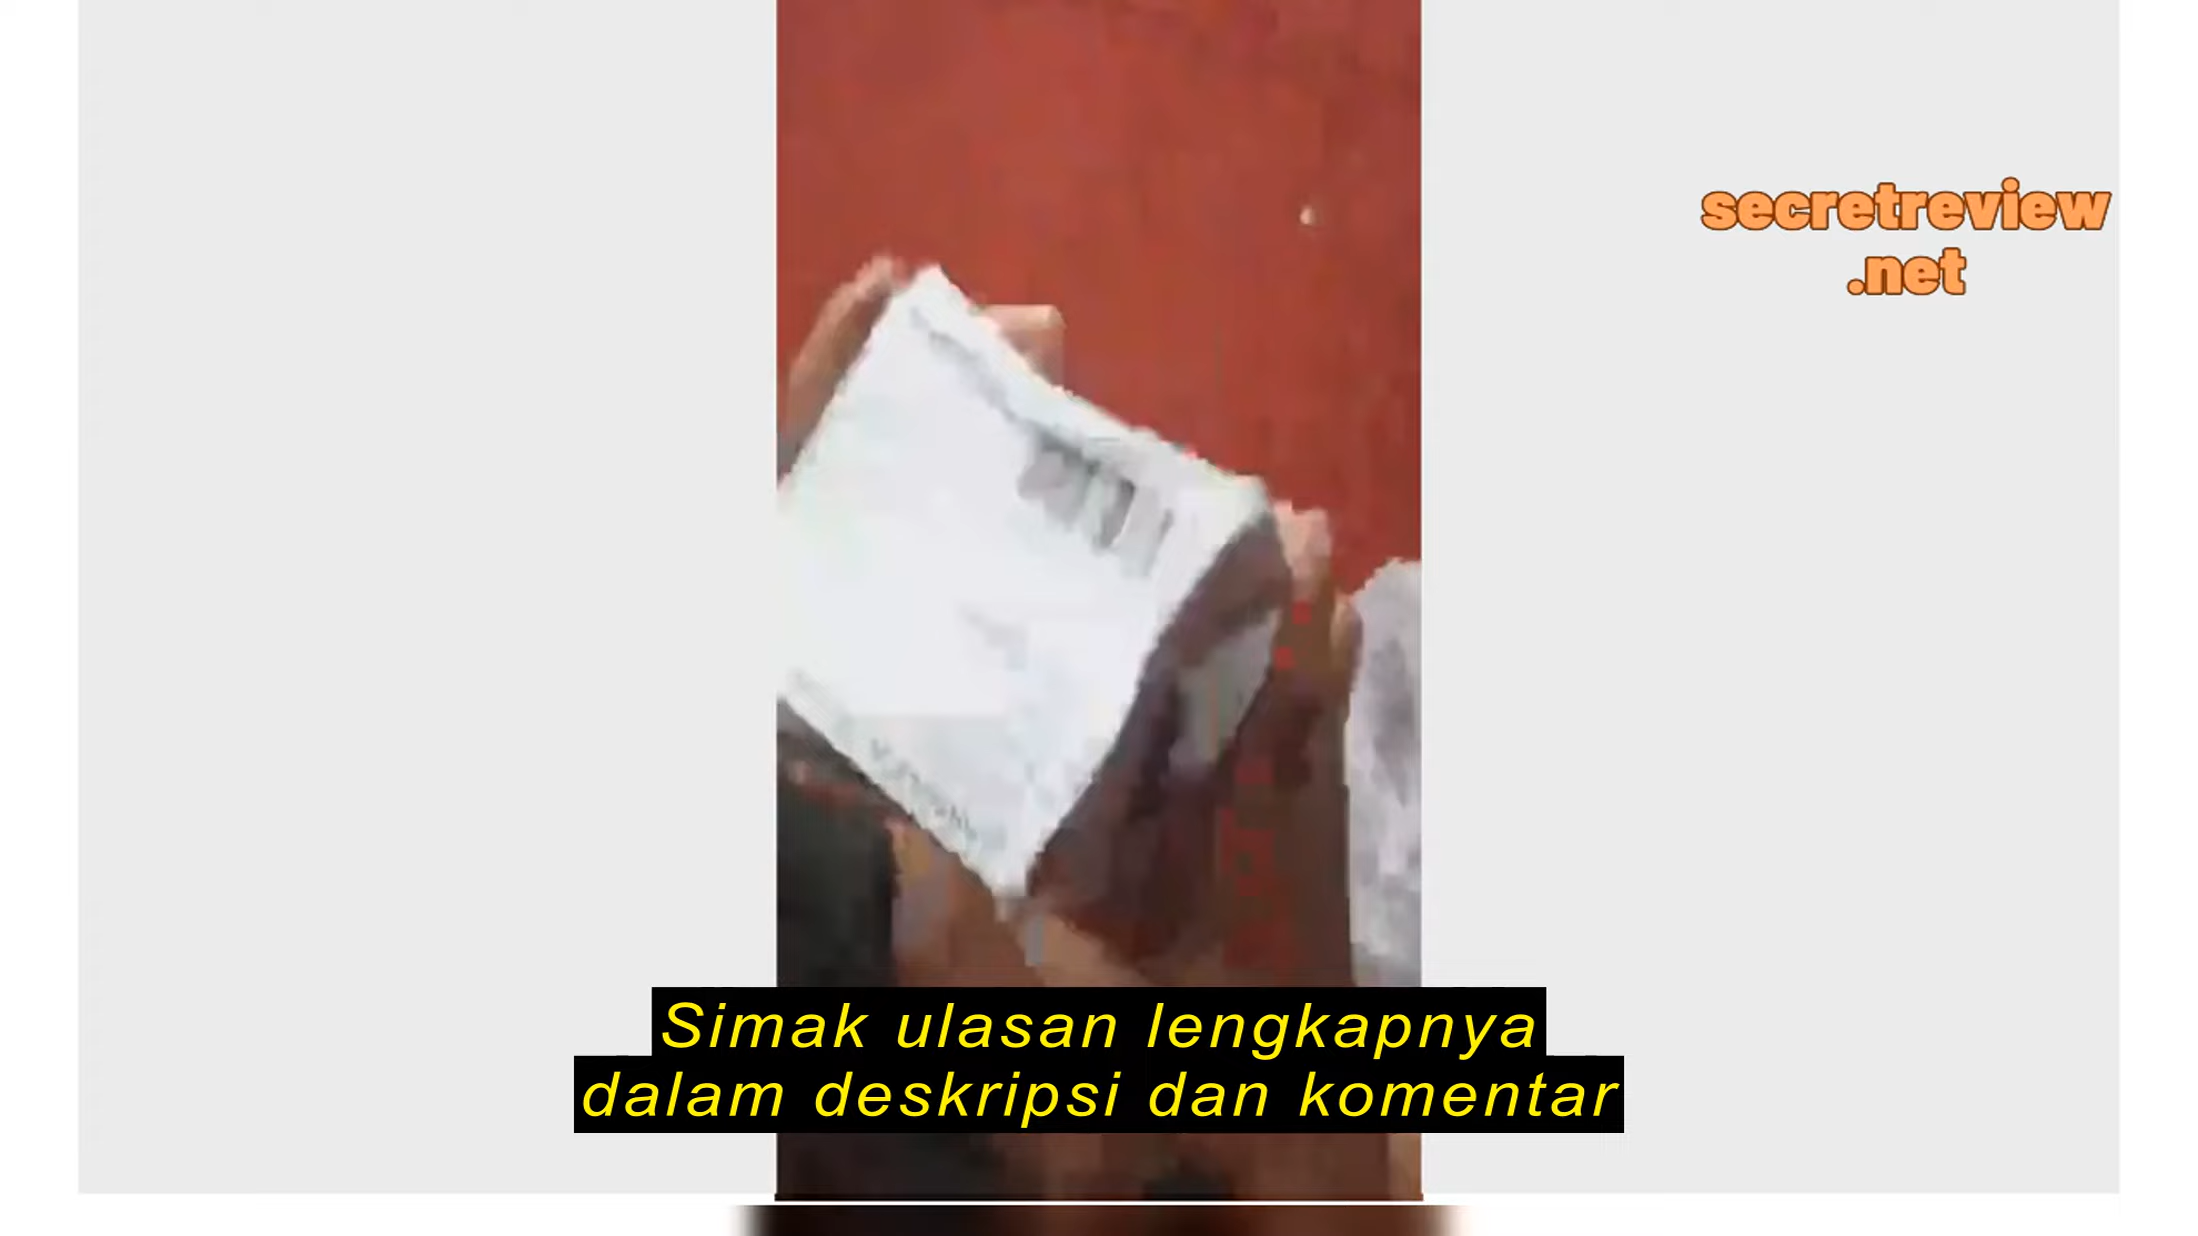 secretreview
.net
Simak ulasan lengkapnya
dalam deskripsi dan komentar